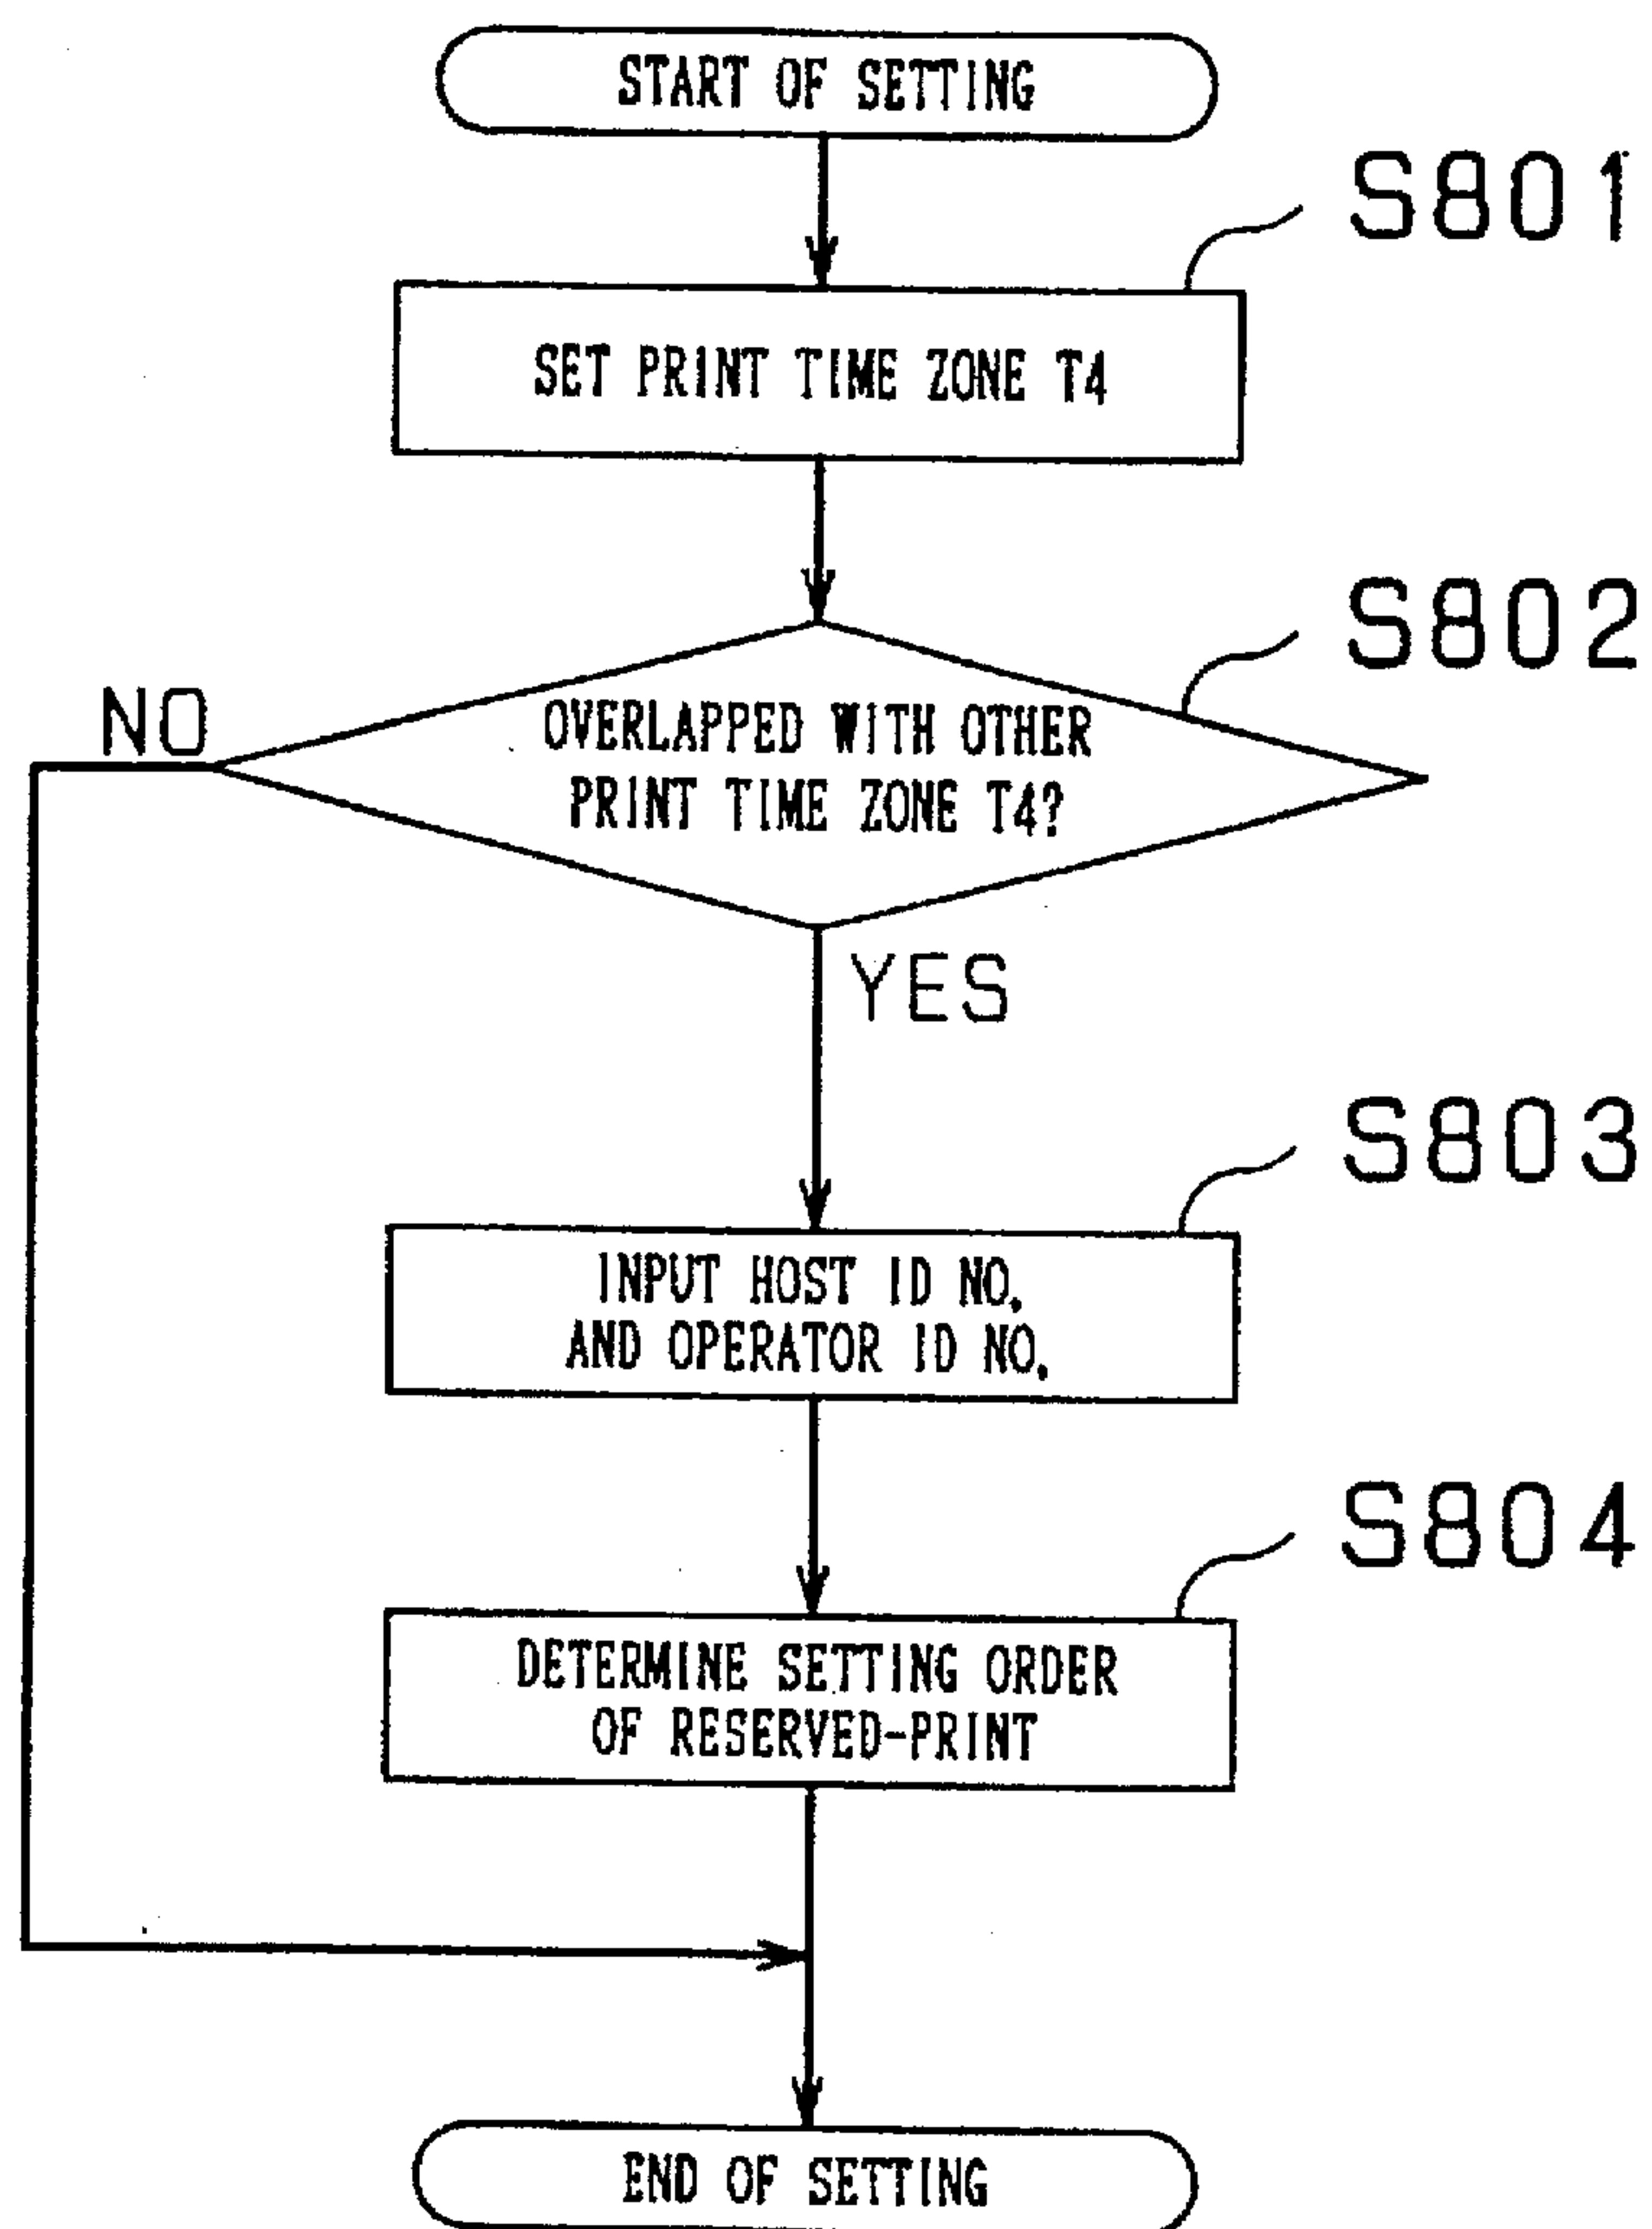 START OF SETTING
S801
SET PRINT TIME ZONE T4
S802
NO
OVERLAPPED WITH OTHER
PRINT TIME ZONE T4?
YES
S803
INPUT HOST ID NO.
AND OPERATOR ID NO.
S804
DETERMINE SETTING ORDER
OF RESERVED-PRINT
END OF SETTING